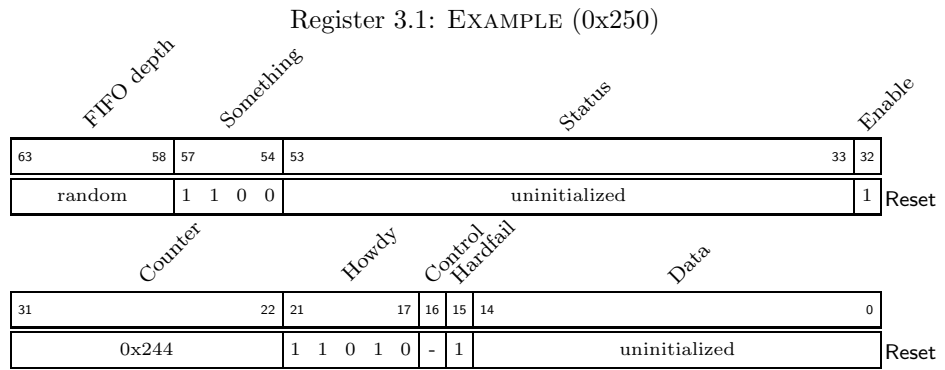 Register 3.1: EXAMPLE (0x250)
FIFO depth Something Status Enable
63 58 57 54 53 33 32
random 1 1 0 0 uninitialized 1 Reset
Counter Howdy Control Hardfail Data
31 22 21 17 16 15 14 0
0x244 1 1 0 1 0 - 1 uninitialized Reset